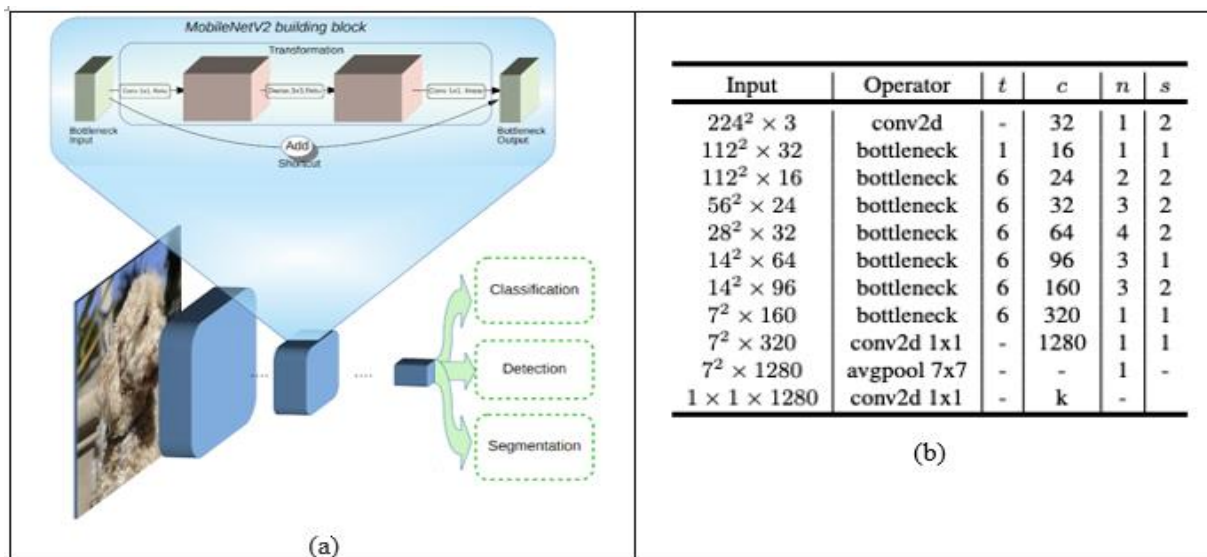 MobileNetV2 building block
Transformation
Conv 1x1, Relu
Dwise 3x3, Relu
Conv 1x1, linear
Bottleneck
Input
Add
Shortcut
Bottleneck
Output
Classification
Detection
Segmentation
(a)
Input Operator t c n s
224² × 3 conv2d - 32 1 2
112² × 32 bottleneck 1 16 1 1
112² × 16 bottleneck 6 24 2 2
56² × 24 bottleneck 6 32 3 2
28² × 32 bottleneck 6 64 4 2
14² × 64 bottleneck 6 96 3 1
14² × 96 bottleneck 6 160 3 2
7² × 160 bottleneck 6 320 1 1
7² × 320 conv2d 1x1 - 1280 1 1
7² × 1280 avgpool 7x7 - - 1 -
1 × 1 × 1280 conv2d 1x1 - k -
(b)